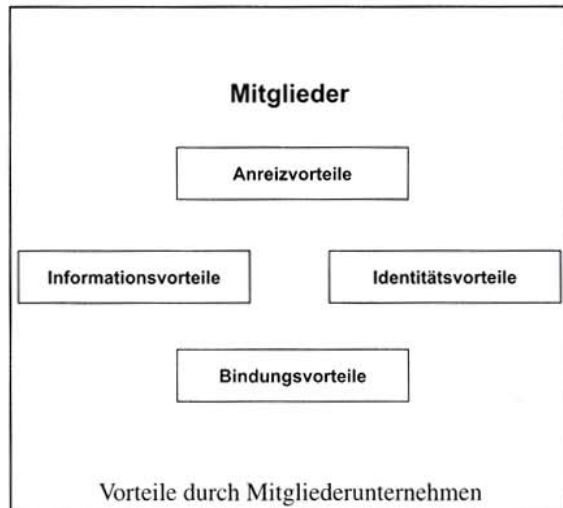 Mitglieder
Anreizvorteile
Informationsvorteile
Identitätsvorteile
Bindungsvorteile
Vorteile durch Mitgliederunternehmen